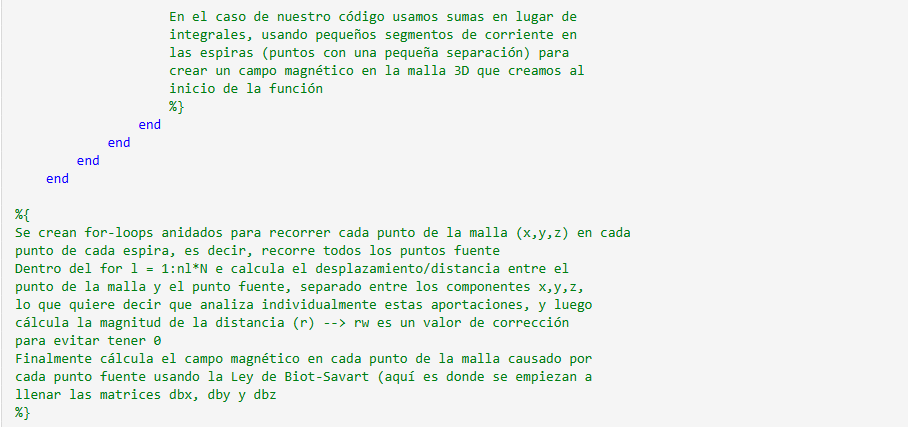 En el caso de nuestro código usamos sumas en lugar de
integrales, usando pequeños segmentos de corriente en
las espiras (puntos con una pequeña separación) para
crear un campo magnético en la malla 3D que creamos al
inicio de la función
%}
end
end
end
end
%{
Se crean for-loops anidados para recorrer cada punto de la malla (x,y,z) en cada
punto de cada espira, es decir, recorre todos los puntos fuente
Dentro del for l = 1:nl*N e calcula el desplazamiento/distancia entre el
punto de la malla y el punto fuente, separado entre los componentes x,y,z,
lo que quiere decir que analiza individualmente estas aportaciones, y luego
cálcula la magnitud de la distancia (r) --> rw es un valor de corrección
para evitar tener 0
Finalmente cálcula el campo magnético en cada punto de la malla causado por
cada punto fuente usando la Ley de Biot-Savart (aquí es donde se empiezan a
llenar las matrices dbx, dby y dbz
%}